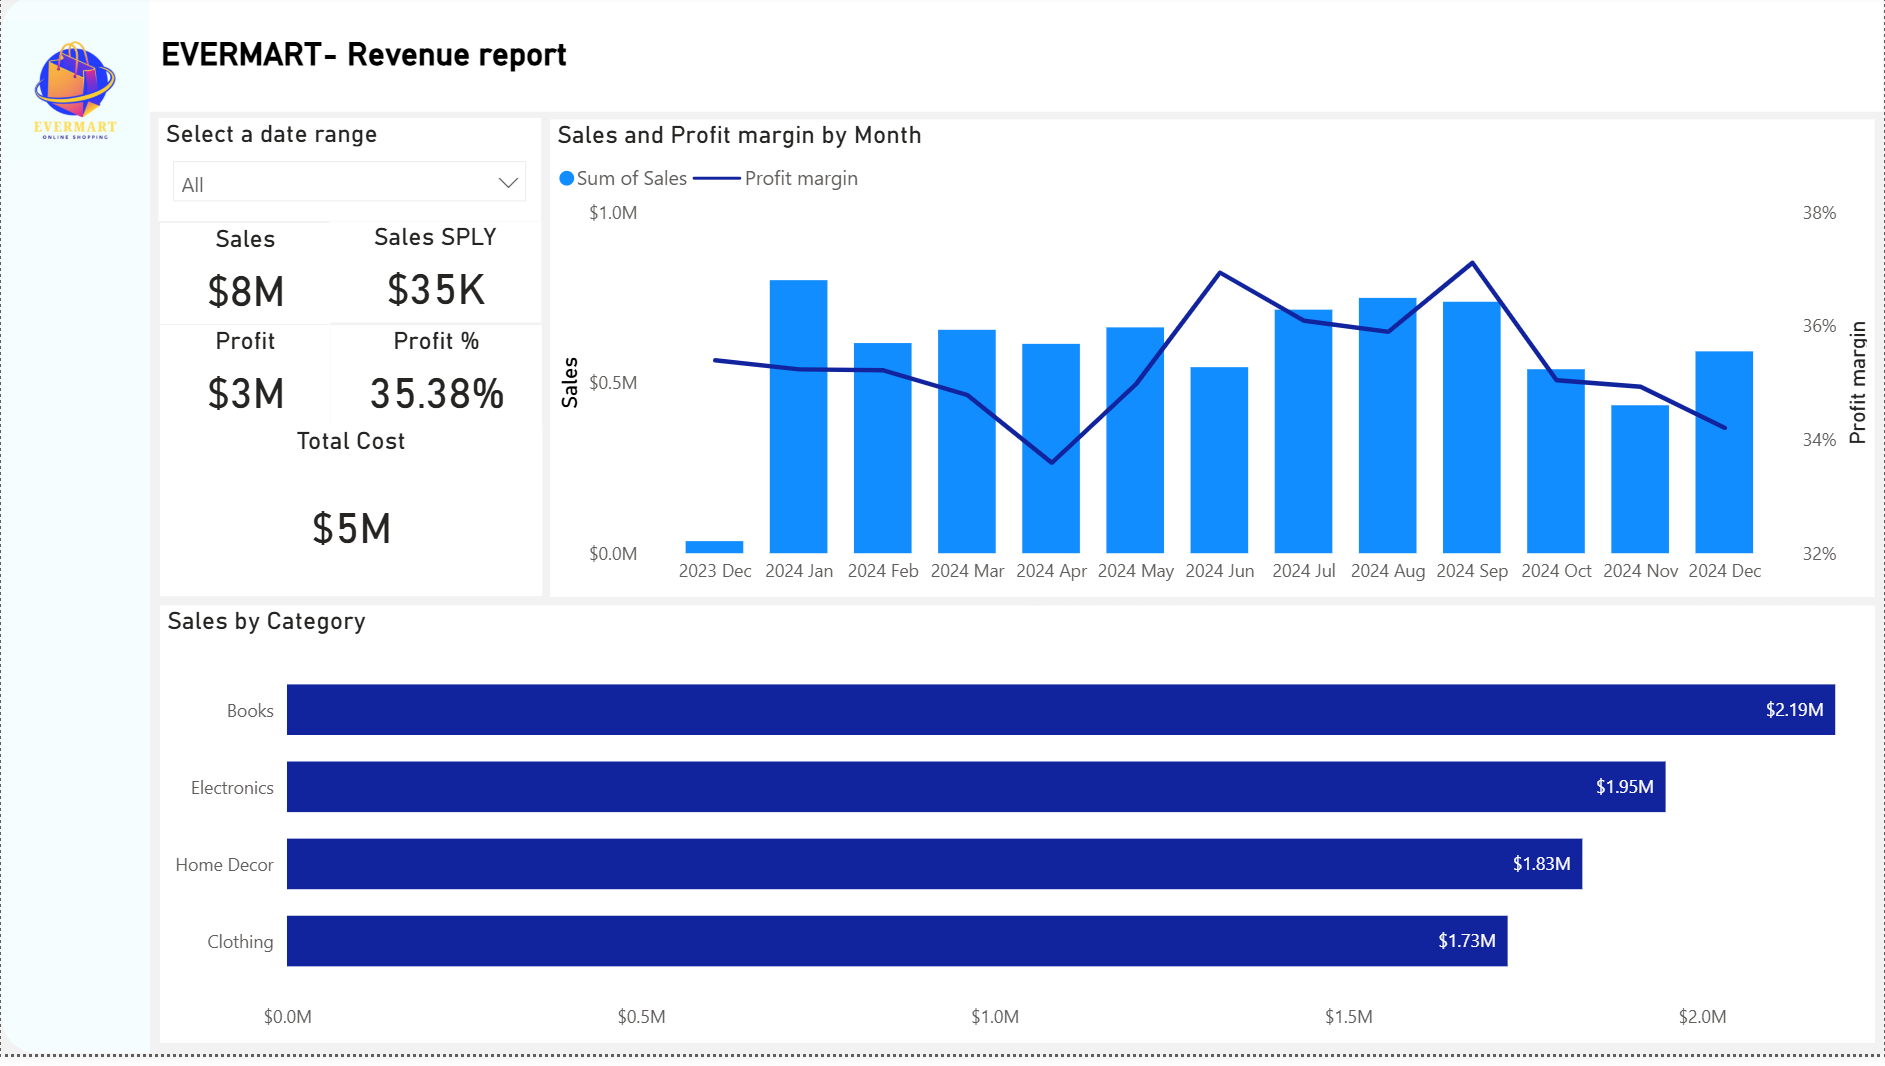 EVERMART
ONLINE SHOPPING
EVERMART- Revenue report
Select a date range
All
Sales
$8M
Sales SPLY
$35K
Profit
$3M
Profit %
35.38%
Total Cost
$5M
Sales and Profit margin by Month
Sum of Sales Profit margin
$1.0M
$0.5M
$0.0M
Sales
38%
36%
34%
32%
Profit margin
2023 Dec 2024 Jan 2024 Feb 2024 Mar 2024 Apr 2024 May 2024 Jun 2024 Jul 2024 Aug 2024 Sep 2024 Oct 2024 Nov 2024 Dec
Sales by Category
Books $2.19M
Electronics $1.95M
Home Decor $1.83M
Clothing $1.73M
$0.0M $0.5M $1.0M $1.5M $2.0M